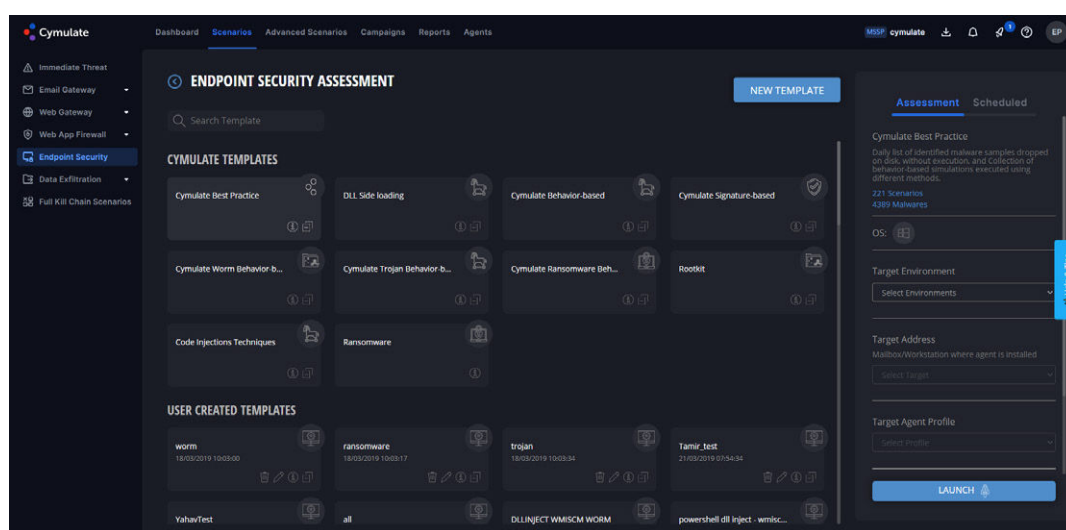 Cymulate
Dashboard Scenarios Advanced Scenarios Campaigns Reports Agents
MSSP cymulate
1
EP
Immediate Threat
Email Gateway
Web Gateway
Web App Firewall
Endpoint Security
Data Exfiltration
Full Kill Chain Scenarios
ENDPOINT SECURITY ASSESSMENT
NEW TEMPLATE
Search Template
CYMULATE TEMPLATES
Cymulate Best Practice
DLL Side loading
Cymulate Behavior-based
Cymulate Signature-based
Cymulate Worm Behavior-b...
Cymulate Trojan Behavior-b...
Cymulate Ransomware Beh...
Rootkit
Code Injections Techniques
Ransomware
USER CREATED TEMPLATES
worm
18/03/2019 10:03:00
ransomware
18/03/2019 10:03:17
trojan
18/03/2019 10:03:34
Tamir_test
21/03/2019 07:54:34
YahavTest
all
DLLINJECT WMISCM WORM
powershell dll inject - wmisc...
Assessment Scheduled
Cymulate Best Practice
Daily list of identified malware samples dropped
on disk, without execution, and Collection of
behavior-based simulations executed using
different methods.
221 Scenarios
4389 Malwares
OS:
Target Environment
Select Environments
Target Address
Mailbox/Workstation where agent is installed
Select Target
Target Agent Profile
Select Profile
LAUNCH